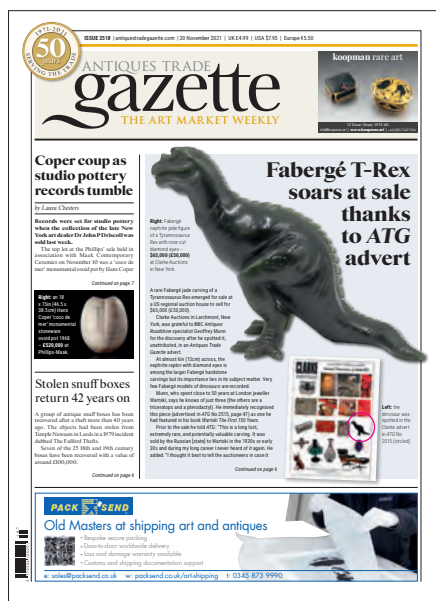 1971-2021
50
years
SERVING THE TRADE
ISSUE 2518 | antiquestradegazette.com | 20 November 2021 | UK £4.99 | USA $7.95 | Europe €5.50
ANTIQUES TRADE
gazette
THE ART MARKET WEEKLY
koopman rare art
12 Dover Street, W1S 4LL
www.koopman.art
Coper coup as
studio pottery
records tumble
by Laura Chesters
Records were set for studio pottery
when the collection of the late New
York art dealer Dr John P Driscoll was
sold last week.
The top lot at the Phillips' sale held in
association with Maak Contemporary
Ceramics on November 10 was a 'coco de
mer' monumental ovoid pot by Hans Coper
Continued on page 7
Right: an 18
x 15in (46.5 x
38.5cm) Hans
Coper 'coco de
mer' monumental
stoneware
ovoid pot 1968
– £520,000 at
Phillips-Maak.
Stolen snuff boxes
return 42 years on
A group of antique snuff boxes has been
recovered after a theft more than 40 years
ago. The objects had been stolen from
Temple Newsam in Leeds in a 1979 incident
dubbed The Fulford Thefts.
Seven of the 25 18th and 19th century
boxes have been recovered with a value of
around £100,000.
Continued on page 6
Fabergé T-Rex
soars at sale
thanks
to ATG
advert
Right: Fabergé
nephrite jade figure
of a Tyrannosaurus
Rex with rose cut
diamond eyes –
$65,000 (£50,000)
at Clarke Auctions
in New York.
A rare Fabergé jade carving of a
Tyrannosaurus Rex emerged for sale at
a US regional auction house to sell for
$65,000 (£50,000).
Clarke Auctions in Larchmont, New
York, was grateful to BBC Antiques
Roadshow specialist Geoffrey Munn
for the discovery after he spotted it,
unattributed, in an Antiques Trade
Gazette advert.
At almost 6in (15cm) across, the
nephrite raptor with diamond eyes is
among the larger Fabergé hardstone
carvings but its importance lies in its subject matter. Very
few Fabergé models of dinosaurs are recorded.
Munn, who spent close to 50 years at London jeweller
Wartski, says he knows of just three (the others are a
triceratops and a pterodactyl). He immediately recognised
this piece (advertised in ATG No 2515, page 47) as one he
had featured in the book Wartski The First 150 Years.
Prior to the sale he told ATG: "This is a long lost,
extremely rare, and potentially valuable carving. It was
sold by the Russian [state] to Wartski in the 1920s or early
30s and during my long career I never heard of it again. He
added: "I thought it best to tell the auctioneers in case it
Continued on page 6
CLARKE
Left: the
dinosaur was
spotted in the
Clarke advert
in ATG No
2515 (circled).
PACK SEND
Old Masters at shipping art and antiques
• Bespoke secure packing
• Door-to-door worldwide delivery
• Loss and damage warranty available
• Customs and shipping documentation support
e: sales@packsend.co.uk w: packsend.co.uk/art-shipping t: 0345 873 9990